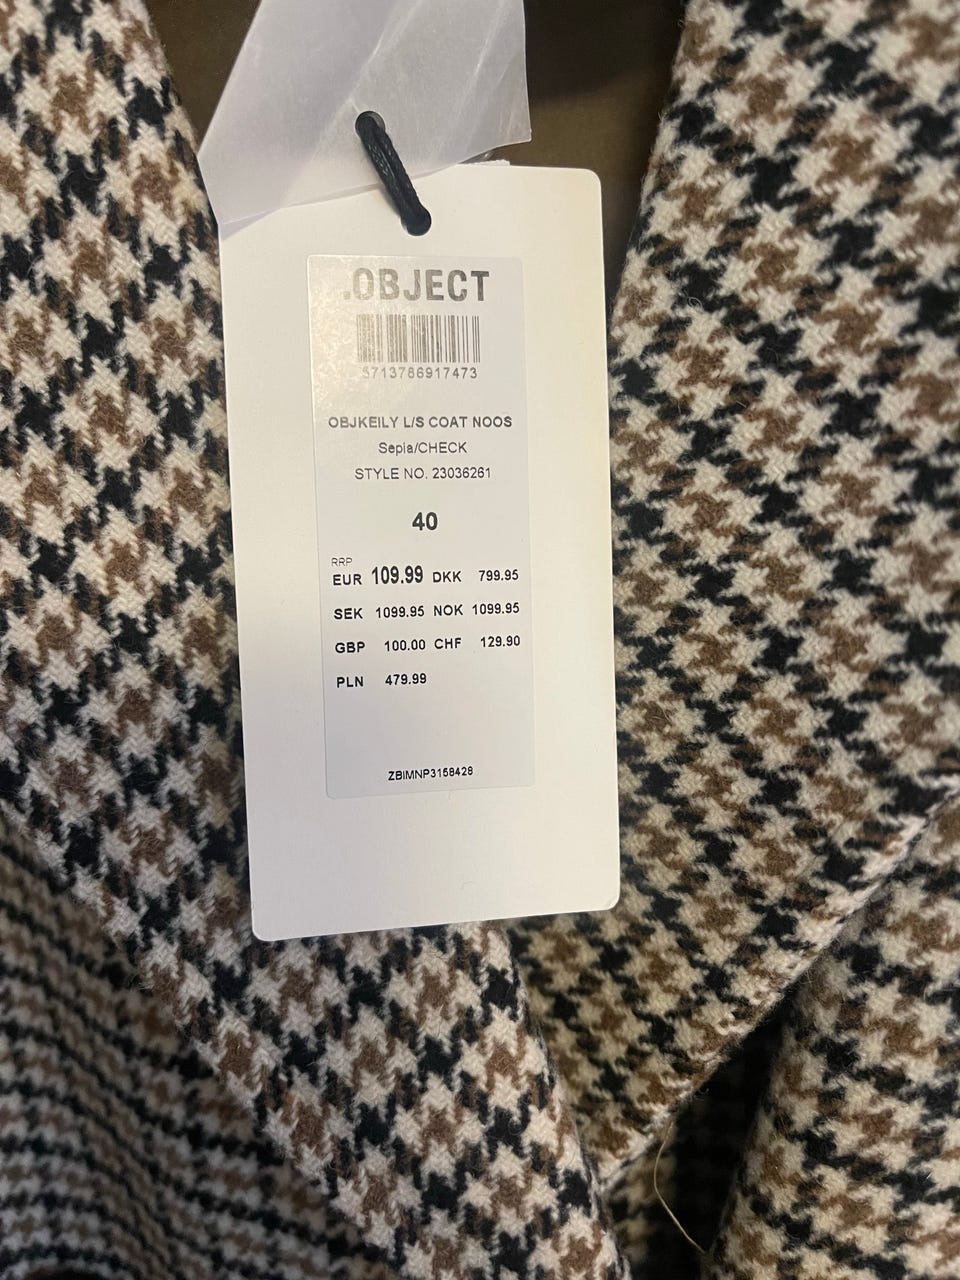 .OBJECT
5713786917473
OBJKEILY L/S COAT NOOS
Sepia/CHECK
STYLE NO. 23036261
40
RRP
EUR 109.99 DKK 799.95
SEK 1099.95 NOK 1099.95
GBP 100.00 CHF 129.90
PLN 479.99
ZBIMNP3158428